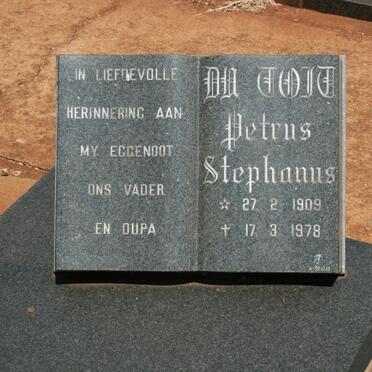 IN LIEFDEVOLLE
HERINNERING AAN
MY EGGENOOT
ONS VADER
EN OUPA
DU TOIT
Petrus
Stephanus
☆ 27 2 1909
✝ 17 3 1978